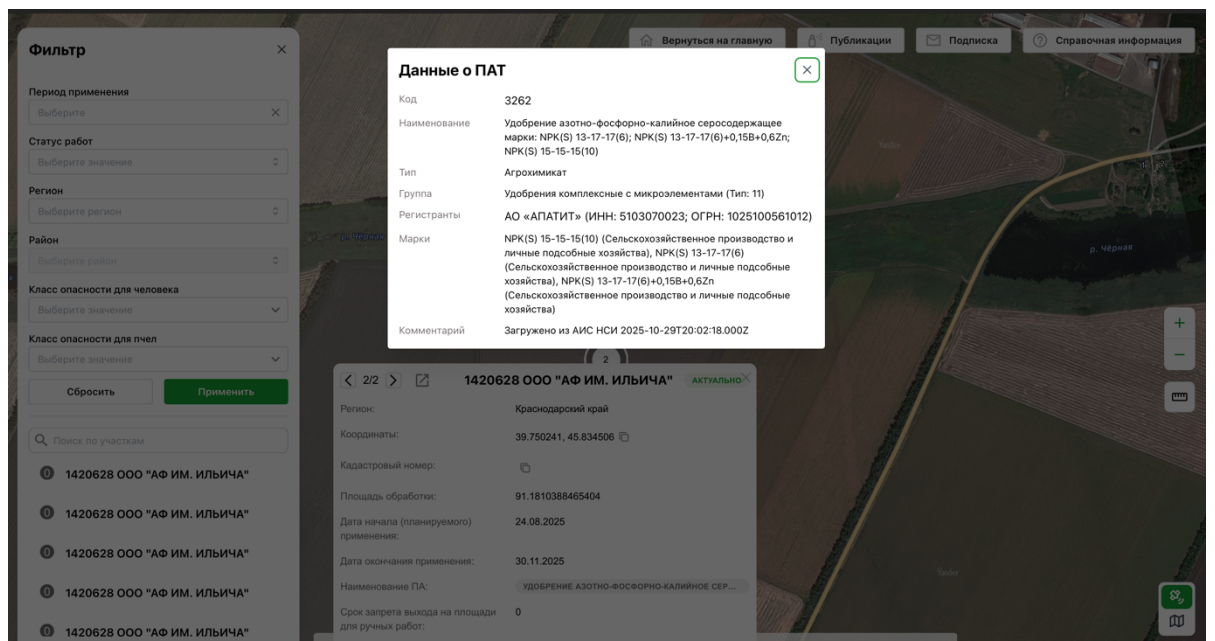 Фильтр
Период применения
Выберите
Статус работ
Выберите значение
Регион
Выберите регион
Район
Выберите район
Класс опасности для человека
Выберите значение
Класс опасности для пчел
Выберите значение
Сбросить
Применить
Поиск по участкам
0 1420628 ООО "АФ ИМ. ИЛЬИЧА"
0 1420628 ООО "АФ ИМ. ИЛЬИЧА"
0 1420628 ООО "АФ ИМ. ИЛЬИЧА"
0 1420628 ООО "АФ ИМ. ИЛЬИЧА"
0 1420628 ООО "АФ ИМ. ИЛЬИЧА"
Вернуться на главную
Публикации
Подписка
Справочная информация
Данные о ПАТ
Код 3262
Наименование Удобрение азотно-фосфорно-калийное серосодержащее
марки: NPK(S) 13-17-17(6); NPK(S) 13-17-17(6)+0,15B+0,6Zn;
NPK(S) 15-15-15(10)
Тип Агрохимикат
Группа Удобрения комплексные с микроэлементами (Тип: 11)
Регистранты АО «АПАТИТ» (ИНН: 5103070023; ОГРН: 1025100561012)
Марки NPK(S) 15-15-15(10) (Сельскохозяйственное производство и
личные подсобные хозяйства), NPK(S) 13-17-17(6)
(Сельскохозяйственное производство и личные подсобные
хозяйства), NPK(S) 13-17-17(6)+0,15B+0,6Zn
(Сельскохозяйственное производство и личные подсобные
хозяйства)
Комментарий Загружено из АИС НСИ 2025-10-29T20:02:18.000Z
р. Чёрная
р. Чёрная
Yandex
2
2/2
1420628 ООО "АФ ИМ. ИЛЬИЧА"
АКТУАЛЬНО
Регион: Краснодарский край
Координаты: 39.750241, 45.834506
Кадастровый номер:
Площадь обработки: 91.1810388465404
Дата начала (планируемого) 24.08.2025
применения:
Дата окончания применения: 30.11.2025
Наименование ПА: УДОБРЕНИЕ АЗОТНО-ФОСФОРНО-КАЛИЙНОЕ СЕР...
Срок запрета выхода на площади 0
для ручных работ:
Yandex